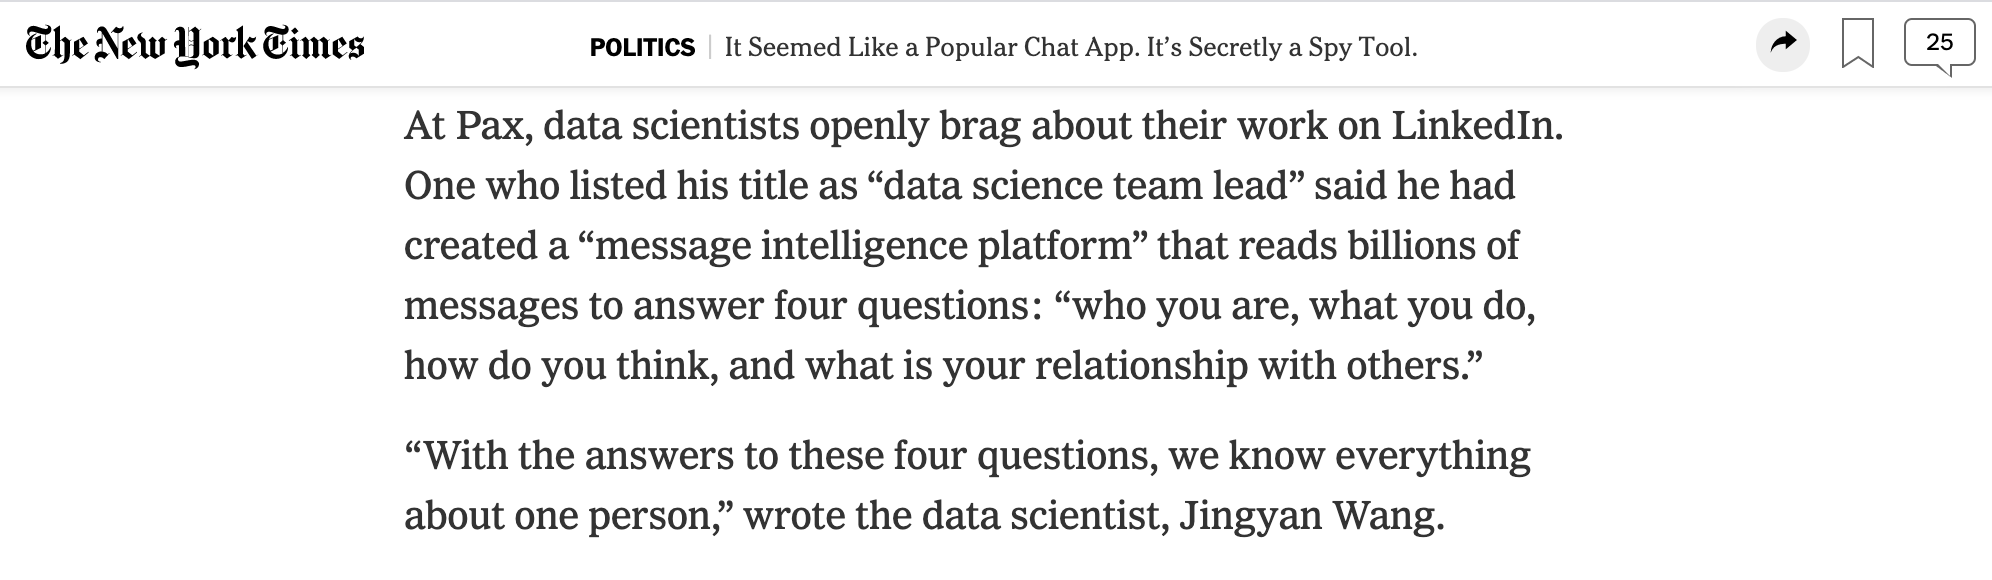 The New York Times
POLITICS | It Seemed Like a Popular Chat App. It’s Secretly a Spy Tool.
25
At Pax, data scientists openly brag about their work on LinkedIn.
One who listed his title as “data science team lead” said he had
created a “message intelligence platform” that reads billions of
messages to answer four questions: “who you are, what you do,
how do you think, and what is your relationship with others.”
“With the answers to these four questions, we know everything
about one person,” wrote the data scientist, Jingyan Wang.